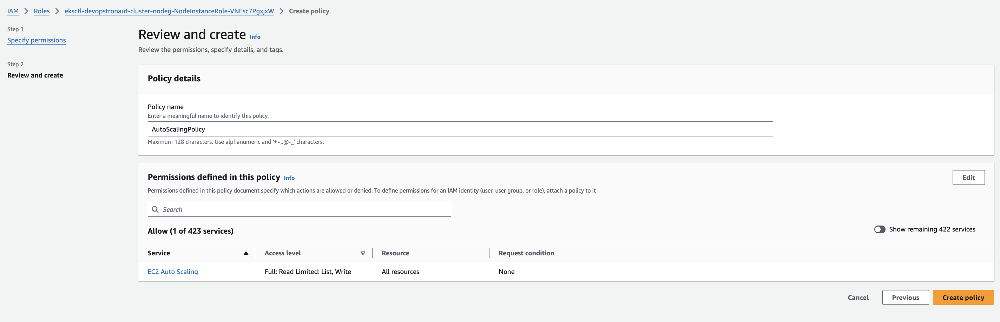 IAM > Roles > eksctl-devopstronaut-cluster-nodeg-NodeInstanceRole-VNEsc7PgxjxW > Create policy
Step 1
Specify permissions
Step 2
Review and create
Review and create Info
Review the permissions, specify details, and tags.
Policy details
Policy name
Enter a meaningful name to identify this policy.
AutoScalingPolicy
Maximum 128 characters. Use alphanumeric and '+=,.@-_' characters.
Permissions defined in this policy Info
Edit
Permissions defined in this policy document specify which actions are allowed or denied. To define permissions for an IAM identity (user, user group, or role), attach a policy to it
Search
Allow (1 of 423 services)
Show remaining 422 services
Service Access level Resource Request condition
EC2 Auto Scaling Full: Read Limited: List, Write All resources None
Cancel Previous Create policy